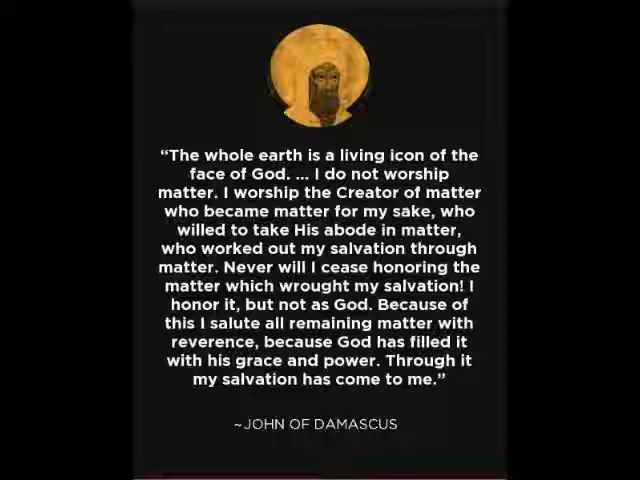 “The whole earth is a living icon of the
face of God. ... I do not worship
matter. I worship the Creator of matter
who became matter for my sake, who
willed to take His abode in matter,
who worked out my salvation through
matter. Never will I cease honoring the
matter which wrought my salvation! I
honor it, but not as God. Because of
this I salute all remaining matter with
reverence, because God has filled it
with his grace and power. Through it
my salvation has come to me.”
~JOHN OF DAMASCUS